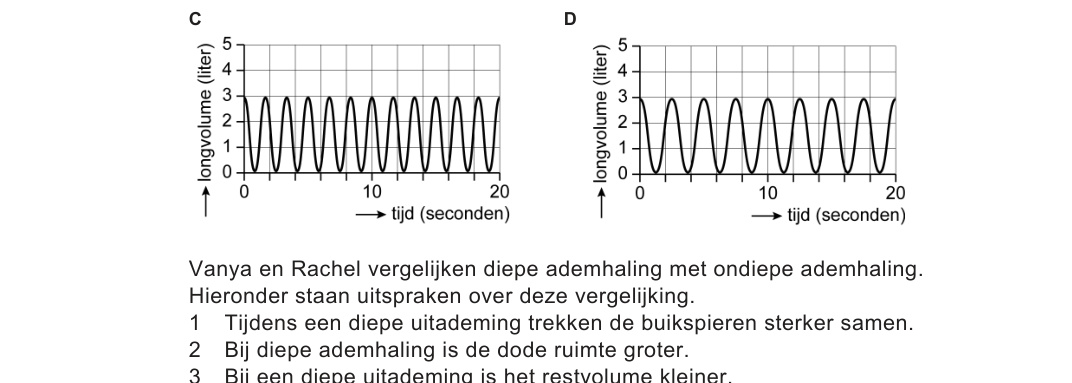 C
D
5
4
3
2
1
0
longvolume (liter)
0 10 20
tijd (seconden)
5
4
3
2
1
0
longvolume (liter)
0 10 20
tijd (seconden)
Vanya en Rachel vergelijken diepe ademhaling met ondiepe ademhaling.
Hieronder staan uitspraken over deze vergelijking.
1 Tijdens een diepe uitademing trekken de buikspieren sterker samen.
2 Bij diepe ademhaling is de dode ruimte groter.
3 Bij een diepe uitademing is het restvolume kleiner.